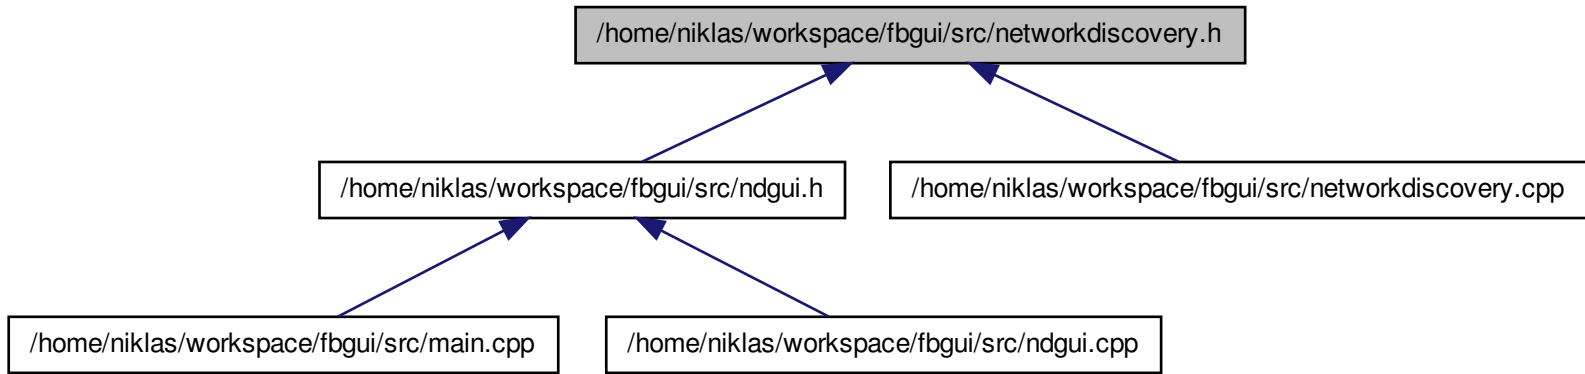 /home/niklas/workspace/fbgui/src/networkdiscovery.h
/home/niklas/workspace/fbgui/src/ndgui.h
/home/niklas/workspace/fbgui/src/networkdiscovery.cpp
/home/niklas/workspace/fbgui/src/main.cpp
/home/niklas/workspace/fbgui/src/ndgui.cpp